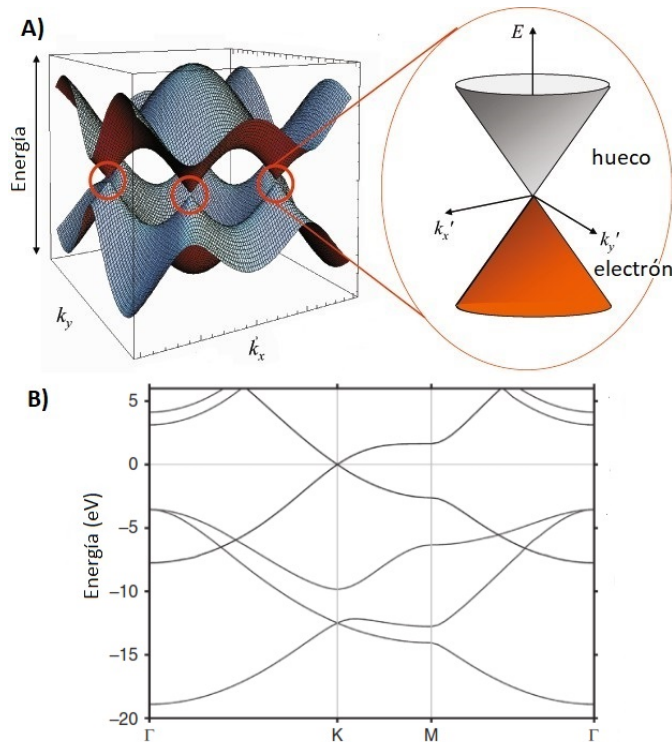 A)
Energía
k_y
k_x
E
hueco
k_x'
k_y'
electrón
B)
Energía (eV)
5
0
−5
−10
−15
−20
Γ K M Γ